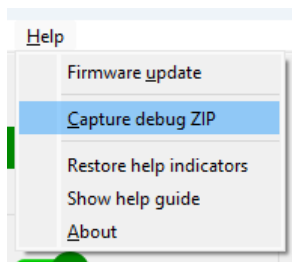 Help
Firmware update
Capture debug ZIP
Restore help indicators
Show help guide
About